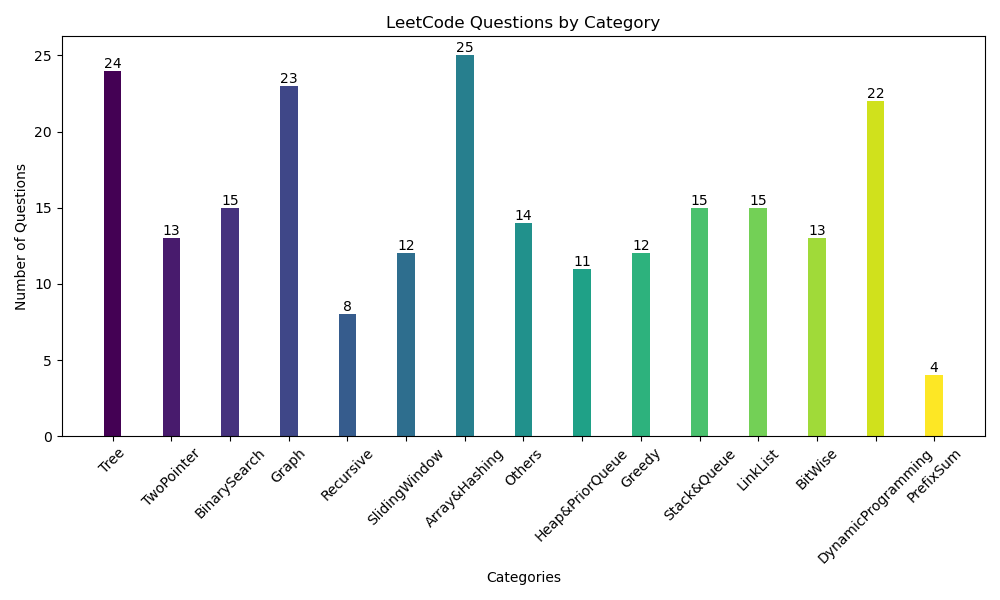 LeetCode Questions by Category
Number of Questions
25
20
15
10
5
0
24
13
15
23
8
12
25
14
11
12
15
15
13
22
4
Tree
TwoPointer
BinarySearch
Graph
Recursive
SlidingWindow
Array&Hashing
Others
Heap&PriorQueue
Greedy
Stack&Queue
LinkList
BitWise
DynamicProgramming
PrefixSum
Categories